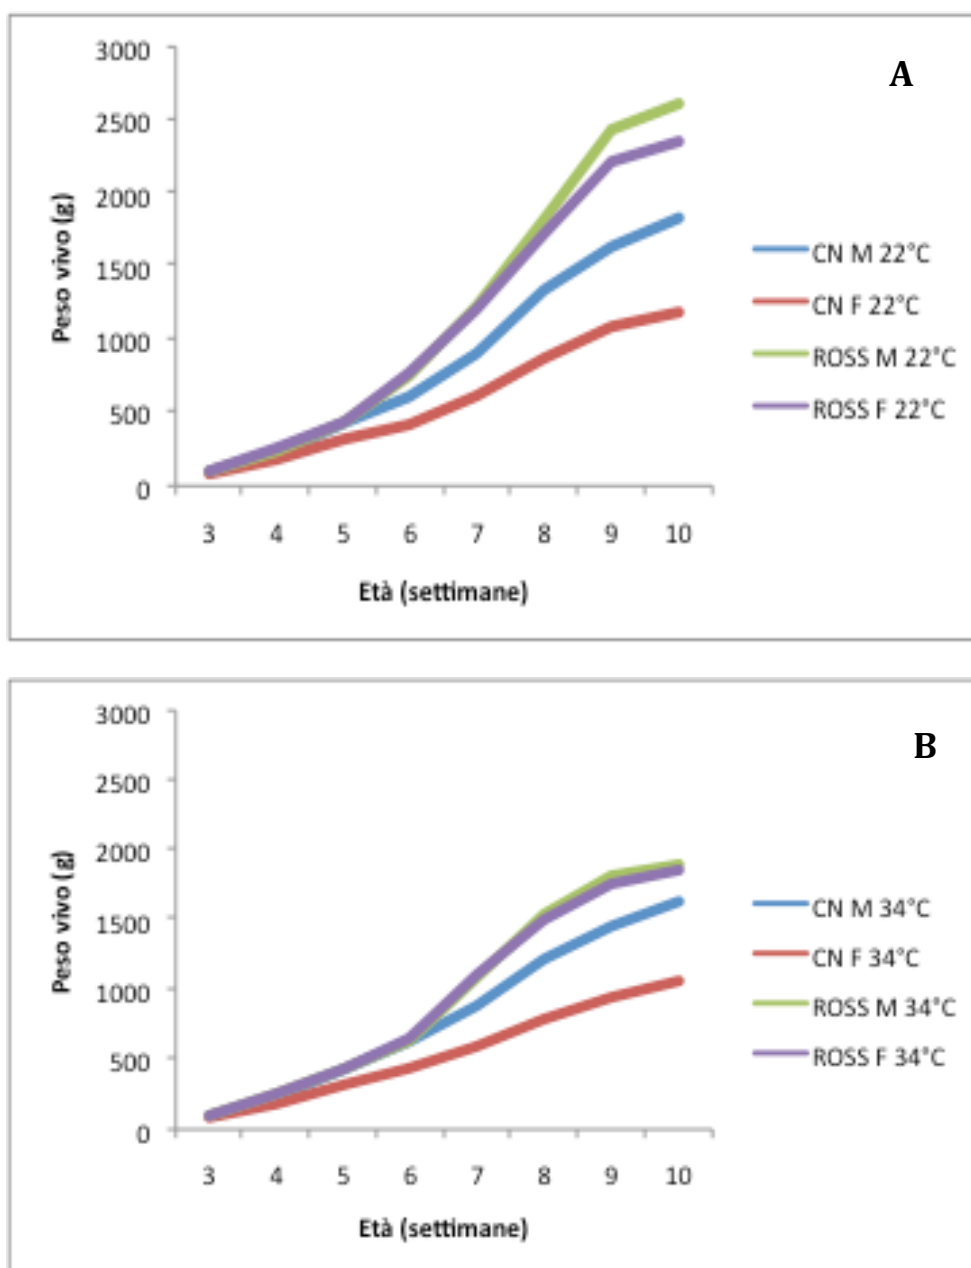 A
3000
2500
2000
1500
1000
500
0
Peso vivo (g)
3 4 5 6 7 8 9 10
Età (settimane)
CN M 22°C
CN F 22°C
ROSS M 22°C
ROSS F 22°C
B
3000
2500
2000
1500
1000
500
0
Peso vivo (g)
3 4 5 6 7 8 9 10
Età (settimane)
CN M 34°C
CN F 34°C
ROSS M 34°C
ROSS F 34°C